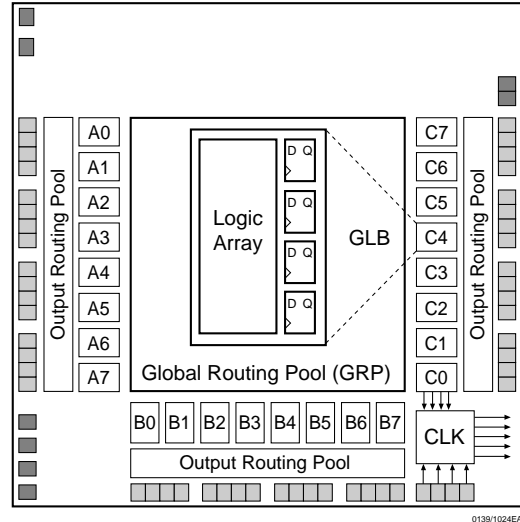 A0
A1
A2
A3
A4
A5
A6
A7
Output Routing Pool
D Q
D Q
D Q
D Q
Logic
Array
GLB
Global Routing Pool (GRP)
C7
C6
C5
C4
C3
C2
C1
C0
Output Routing Pool
B0 B1 B2 B3 B4 B5 B6 B7
Output Routing Pool
CLK
0139/1024EA